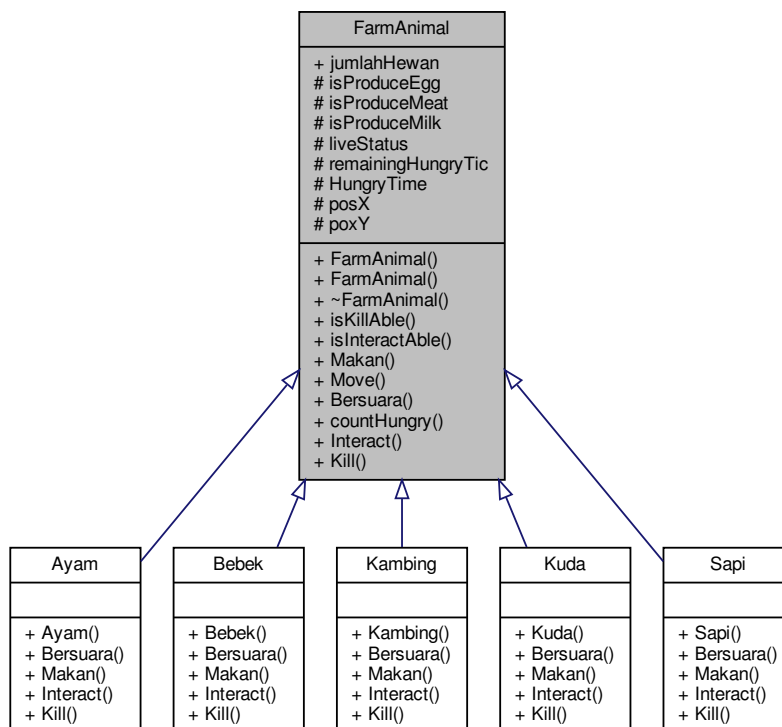 FarmAnimal
+ jumlahHewan
# isProduceEgg
# isProduceMeat
# isProduceMilk
# liveStatus
# remainingHungryTic
# HungryTime
# posX
# poxY
+ FarmAnimal()
+ FarmAnimal()
+ ~FarmAnimal()
+ isKillAble()
+ isInteractAble()
+ Makan()
+ Move()
+ Bersuara()
+ countHungry()
+ Interact()
+ Kill()
Ayam
+ Ayam()
+ Bersuara()
+ Makan()
+ Interact()
+ Kill()
Bebek
+ Bebek()
+ Bersuara()
+ Makan()
+ Interact()
+ Kill()
Kambing
+ Kambing()
+ Bersuara()
+ Makan()
+ Interact()
+ Kill()
Kuda
+ Kuda()
+ Bersuara()
+ Makan()
+ Interact()
+ Kill()
Sapi
+ Sapi()
+ Bersuara()
+ Makan()
+ Interact()
+ Kill()